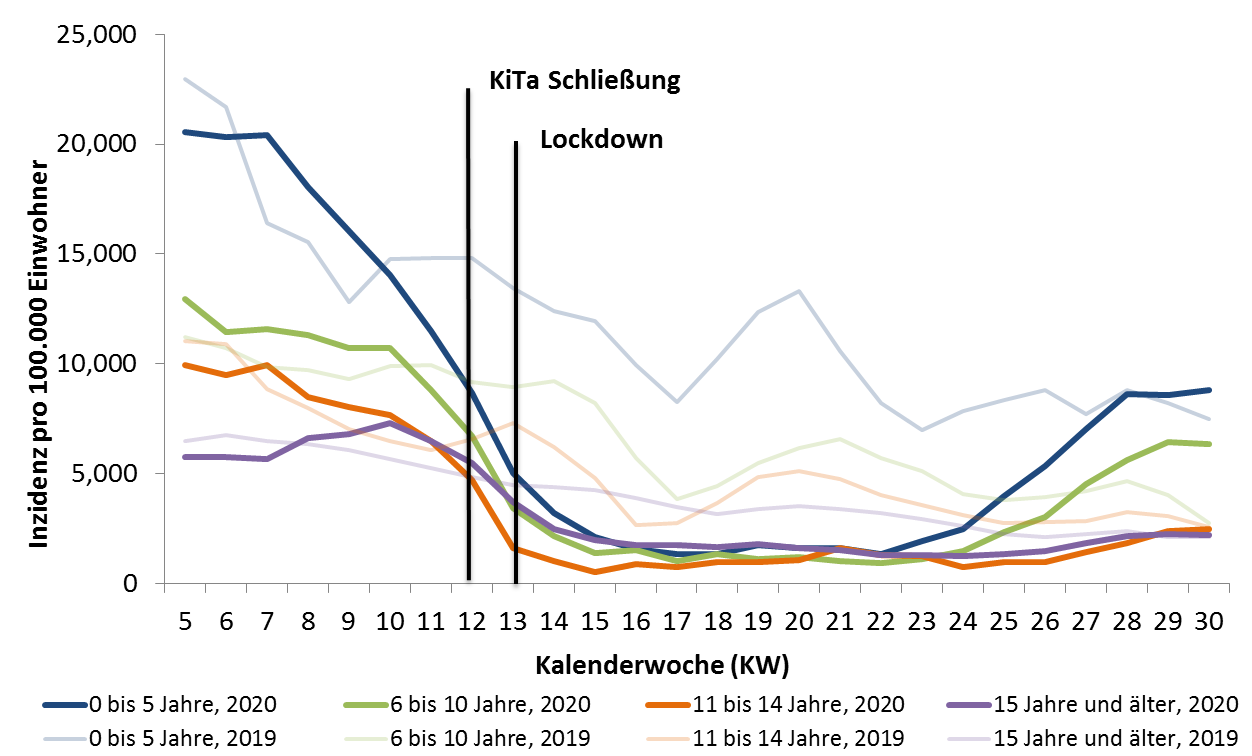 25,000
KiTa Schließung
20,000
Lockdown
15,000
10,000
5,000
0
Inzidenz pro 100.000 Einwohner
5 6 7 8 9 10 11 12 13 14 15 16 17 18 19 20 21 22 23 24 25 26 27 28 29 30
Kalenderwoche (KW)
0 bis 5 Jahre, 2020 6 bis 10 Jahre, 2020 11 bis 14 Jahre, 2020 15 Jahre und älter, 2020
0 bis 5 Jahre, 2019 6 bis 10 Jahre, 2019 11 bis 14 Jahre, 2019 15 Jahre und älter, 2019